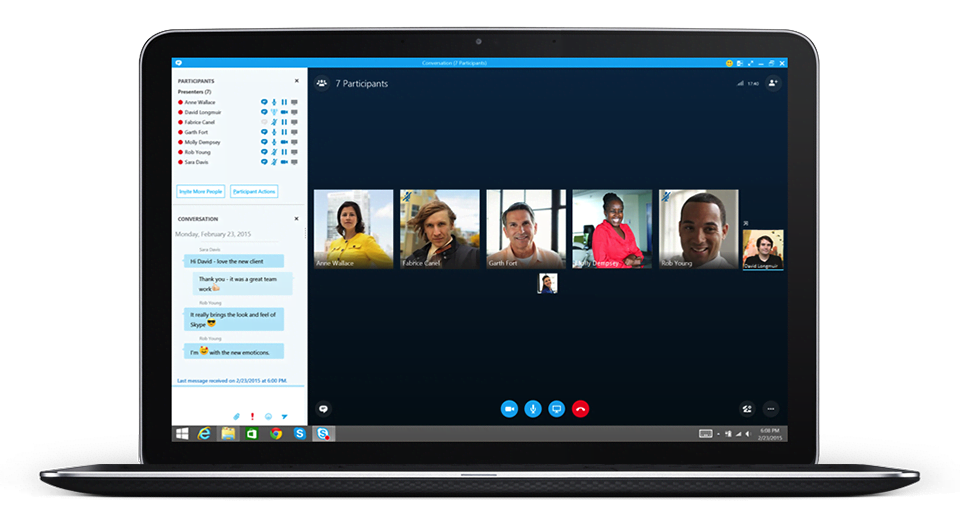 Conversation (7 Participants)
PARTICIPANTS
Presenters (7)
Anne Wallace
David Longmuir
Fabrice Canel
Garth Fort
Molly Dempsey
Rob Young
Sara Davis
Invite More People
Participant Actions
CONVERSATION
Monday, February 23, 2015
Sara Davis
Hi David - love the new client
Thank you - it was a great team
work
Rob Young
It really brings the look and feel of
Skype
Rob Young
I'm with the new emoticons.
Last message received on 2/23/2015 at 6:00 PM.
7 Participants
17:40
Anne Wallace
Fabrice Canel
Garth Fort
Molly Dempsey
Rob Young
David Longmuir
6:08 PM
2/23/2015